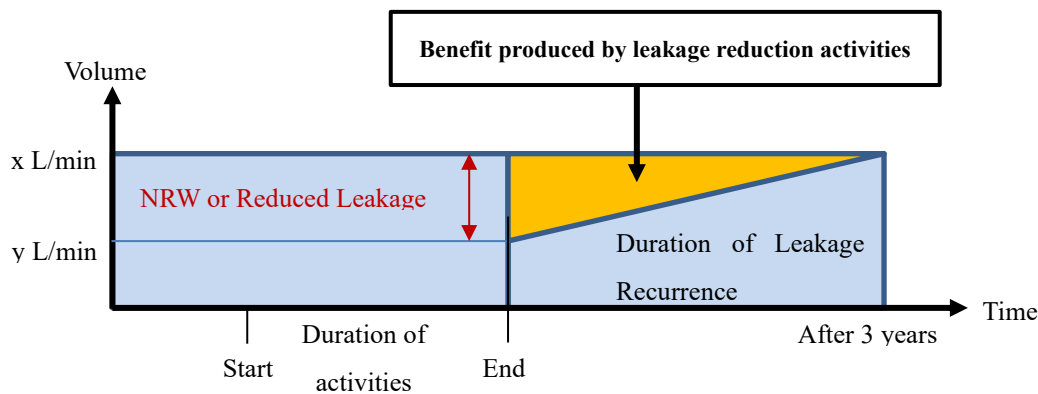 Benefit produced by leakage reduction activities
Volume
x L/min
NRW or Reduced Leakage
y L/min
Duration of Leakage
Recurrence
Time
After 3 years
Start
Duration of
activities
End